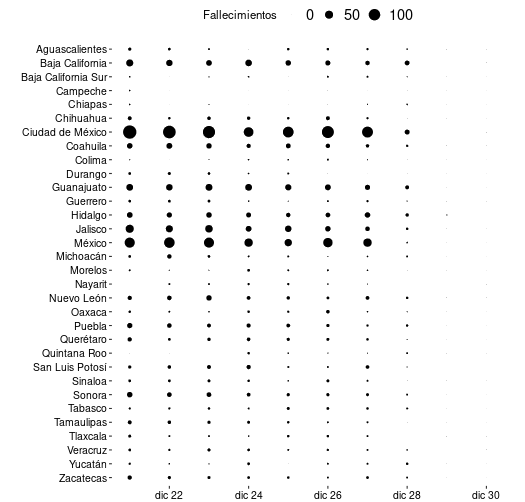 Fallecimientos 0 50 100
Aguascalientes
Baja California
Baja California Sur
Campeche
Chiapas
Chihuahua
Ciudad de México
Coahuila
Colima
Durango
Guanajuato
Guerrero
Hidalgo
Jalisco
México
Michoacán
Morelos
Nayarit
Nuevo León
Oaxaca
Puebla
Querétaro
Quintana Roo
San Luis Potosí
Sinaloa
Sonora
Tabasco
Tamaulipas
Tlaxcala
Veracruz
Yucatán
Zacatecas
dic 22 dic 24 dic 26 dic 28 dic 30